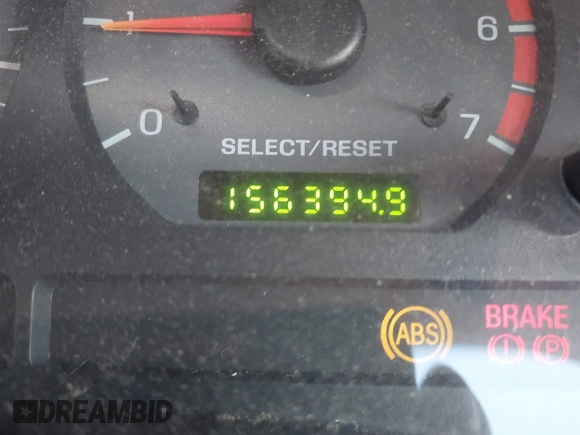 1 6
0 7
SELECT/RESET
156394.9
ABS BRAKE
! P
DREAMBID